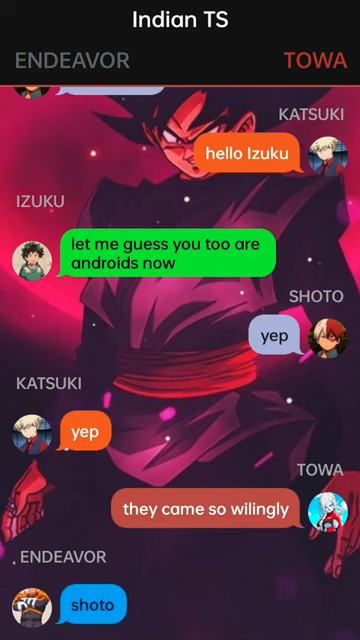 Indian TS
ENDEAVOR
TOWA
KATSUKI
hello Izuku
IZUKU
let me guess you too are
androids now
SHOTO
yep
KATSUKI
yep
TOWA
they came so wilingly
. ENDEAVOR
shoto